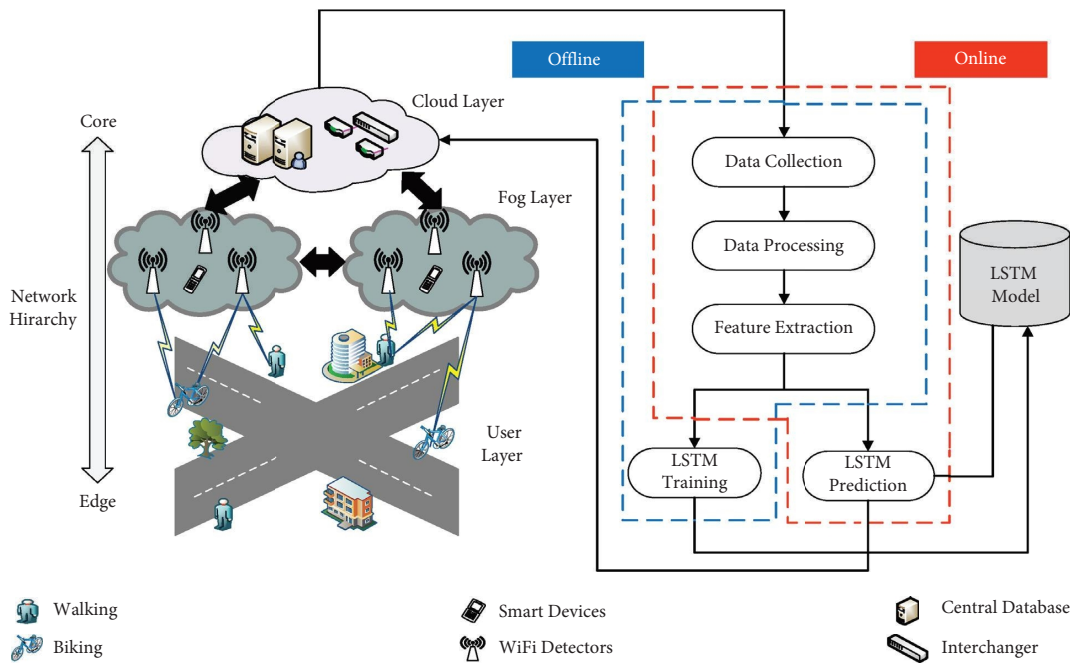 Offline
Online
Cloud Layer
Core
Data Collection
Fog Layer
Data Processing
LSTM
Model
Network
Hirarchy
Feature Extraction
User
Layer
LSTM
Training
LSTM
Prediction
Edge
Walking
Smart Devices
Central Database
Biking
WiFi Detectors
Interchanger